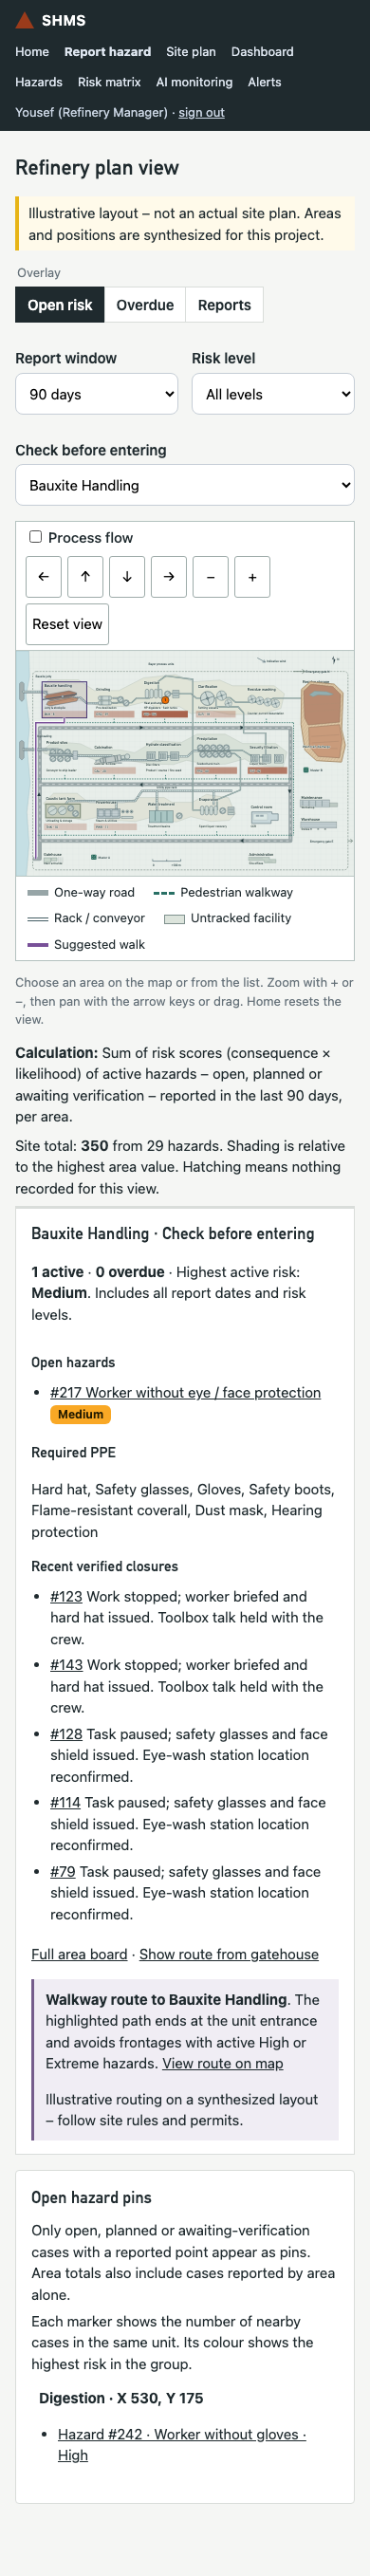 SHMS
Home Report hazard Site plan Dashboard
Hazards Risk matrix AI monitoring Alerts
Yousef (Refinery Manager) · sign out
Refinery plan view
Illustrative layout – not an actual site plan. Areas
and positions are synthesized for this project.
Overlay
Open risk Overdue Reports
Report window Risk level
90 days All levels
Check before entering
Bauxite Handling
Process flow
← ↑ ↓ → − +
Reset view
One-way road Pedestrian walkway
Rack / conveyor Untracked facility
Suggested walk
Choose an area on the map or from the list. Zoom with + or
−, then pan with the arrow keys or drag. Home resets the
view.
Calculation: Sum of risk scores (consequence ×
likelihood) of active hazards – open, planned or
awaiting verification – reported in the last 90 days,
per area.
Site total: 350 from 29 hazards. Shading is relative
to the highest area value. Hatching means nothing
recorded for this view.
Bauxite Handling · Check before entering
1 active · 0 overdue · Highest active risk:
Medium. Includes all report dates and risk
levels.
Open hazards
#217 Worker without eye / face protection
Medium
Required PPE
Hard hat, Safety glasses, Gloves, Safety boots,
Flame-resistant coverall, Dust mask, Hearing
protection
Recent verified closures
#123 Work stopped; worker briefed and
hard hat issued. Toolbox talk held with the
crew.
#143 Work stopped; worker briefed and
hard hat issued. Toolbox talk held with the
crew.
#128 Task paused; safety glasses and face
shield issued. Eye-wash station location
reconfirmed.
#114 Task paused; safety glasses and face
shield issued. Eye-wash station location
reconfirmed.
#79 Task paused; safety glasses and face
shield issued. Eye-wash station location
reconfirmed.
Full area board · Show route from gatehouse
Walkway route to Bauxite Handling. The
highlighted path ends at the unit entrance
and avoids frontages with active High or
Extreme hazards. View route on map
Illustrative routing on a synthesized layout
– follow site rules and permits.
Open hazard pins
Only open, planned or awaiting-verification
cases with a reported point appear as pins.
Area totals also include cases reported by area
alone.
Each marker shows the number of nearby
cases in the same unit. Its colour shows the
highest risk in the group.
Digestion · X 530, Y 175
Hazard #242 · Worker without gloves ·
High